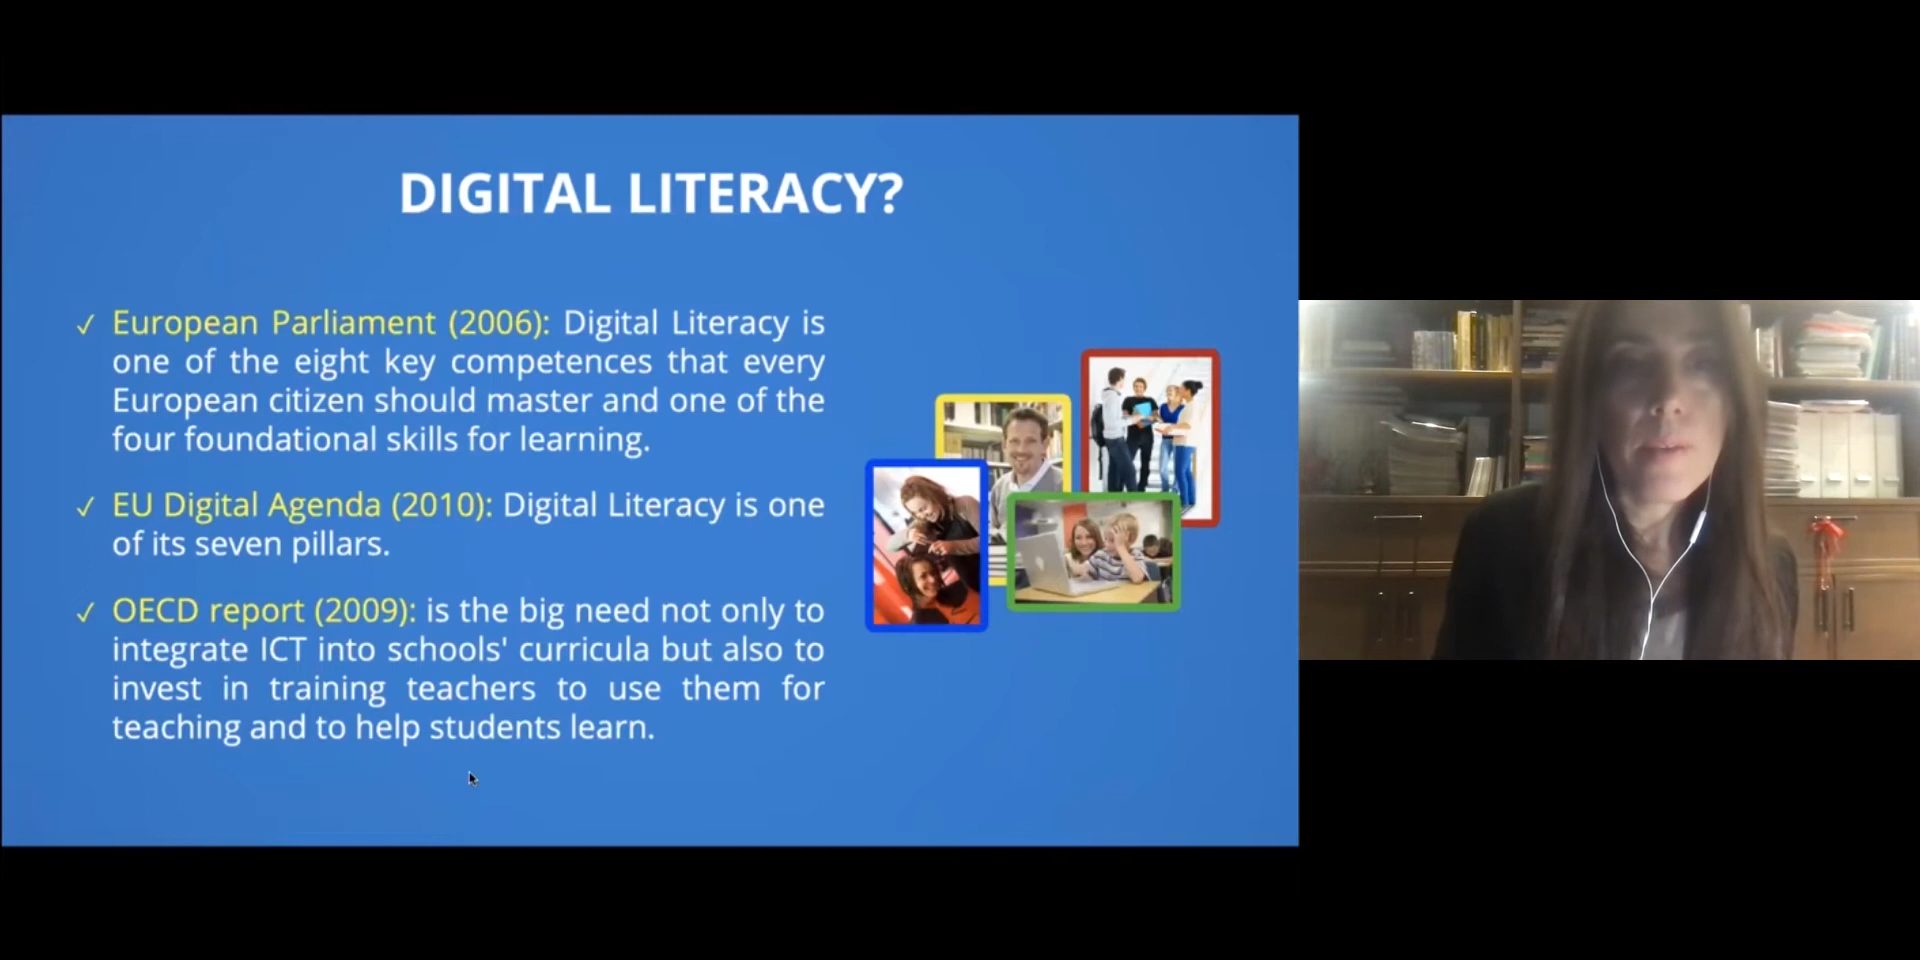 DIGITAL LITERACY?
✓ European Parliament (2006): Digital Literacy is
one of the eight key competences that every
European citizen should master and one of the
four foundational skills for learning.
✓ EU Digital Agenda (2010): Digital Literacy is one
of its seven pillars.
✓ OECD report (2009): is the big need not only to
integrate ICT into schools' curricula but also to
invest in training teachers to use them for
teaching and to help students learn.